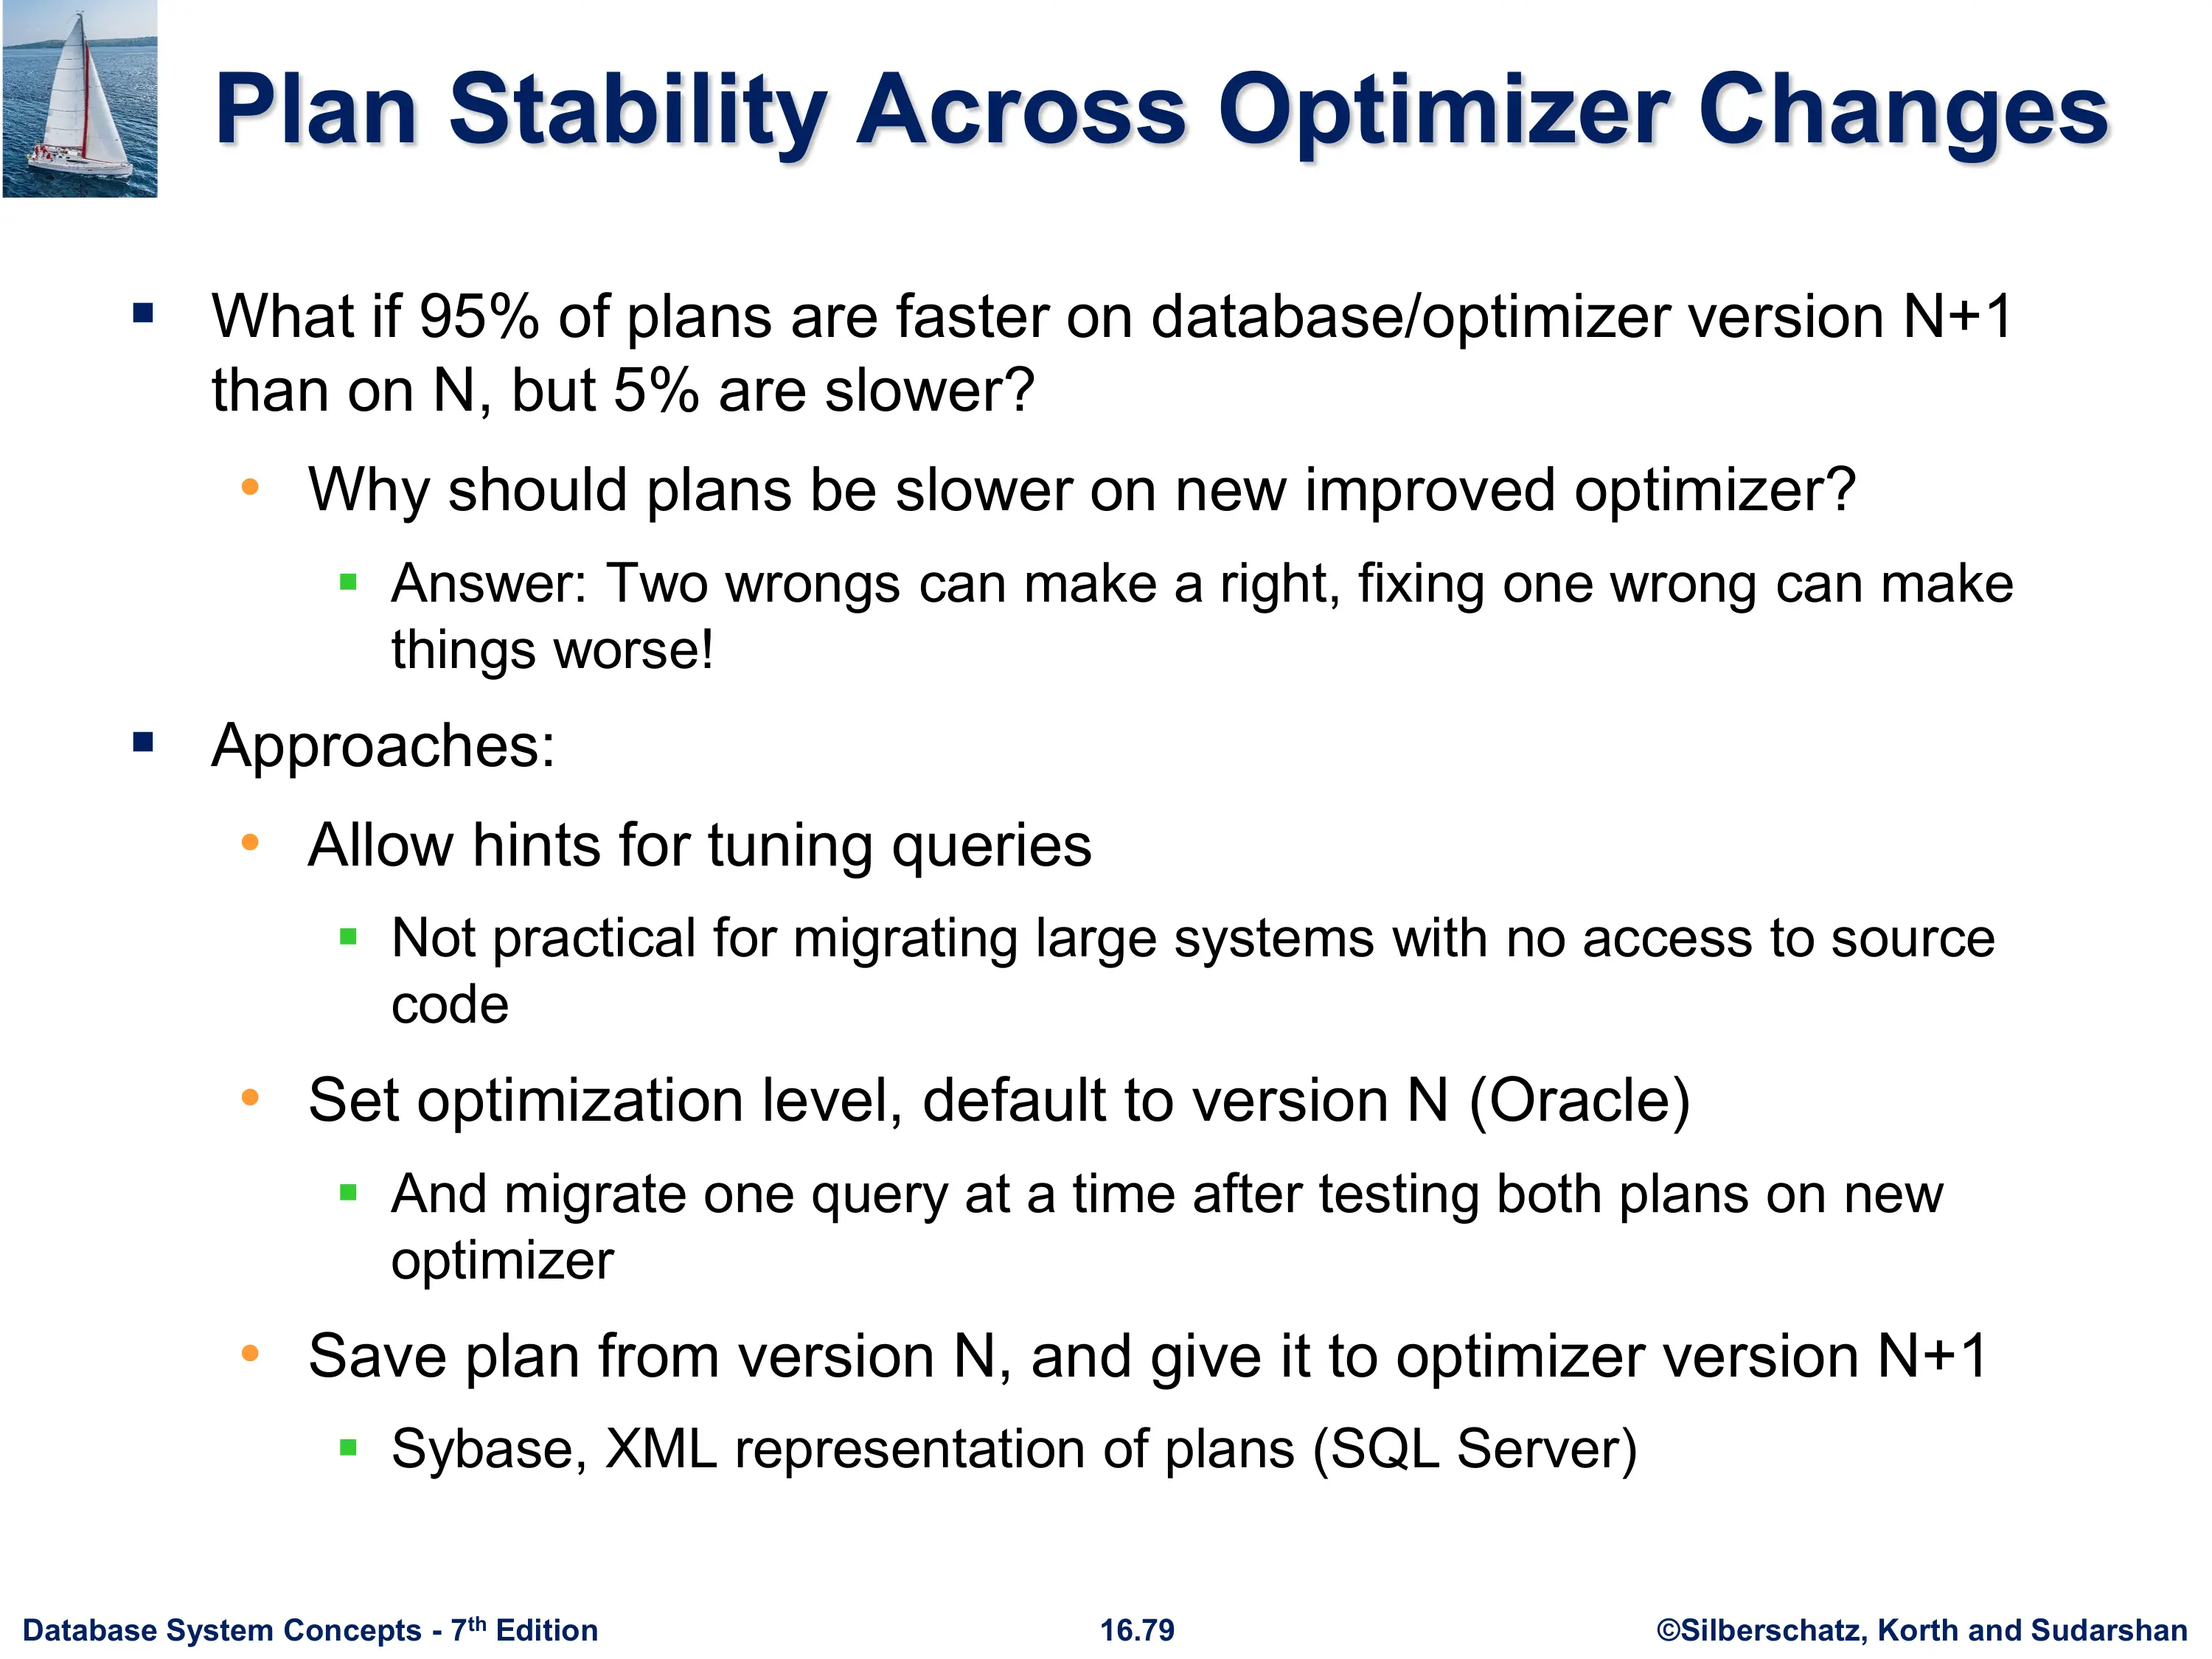 Plan Stability Across Optimizer Changes
What if 95% of plans are faster on database/optimizer version N+1
than on N, but 5% are slower?
Why should plans be slower on new improved optimizer?
Answer: Two wrongs can make a right, fixing one wrong can make
things worse!
Approaches:
Allow hints for tuning queries
Not practical for migrating large systems with no access to source
code
Set optimization level, default to version N (Oracle)
And migrate one query at a time after testing both plans on new
optimizer
Save plan from version N, and give it to optimizer version N+1
Sybase, XML representation of plans (SQL Server)
Database System Concepts - 7th Edition
16.79
©Silberschatz, Korth and Sudarshan